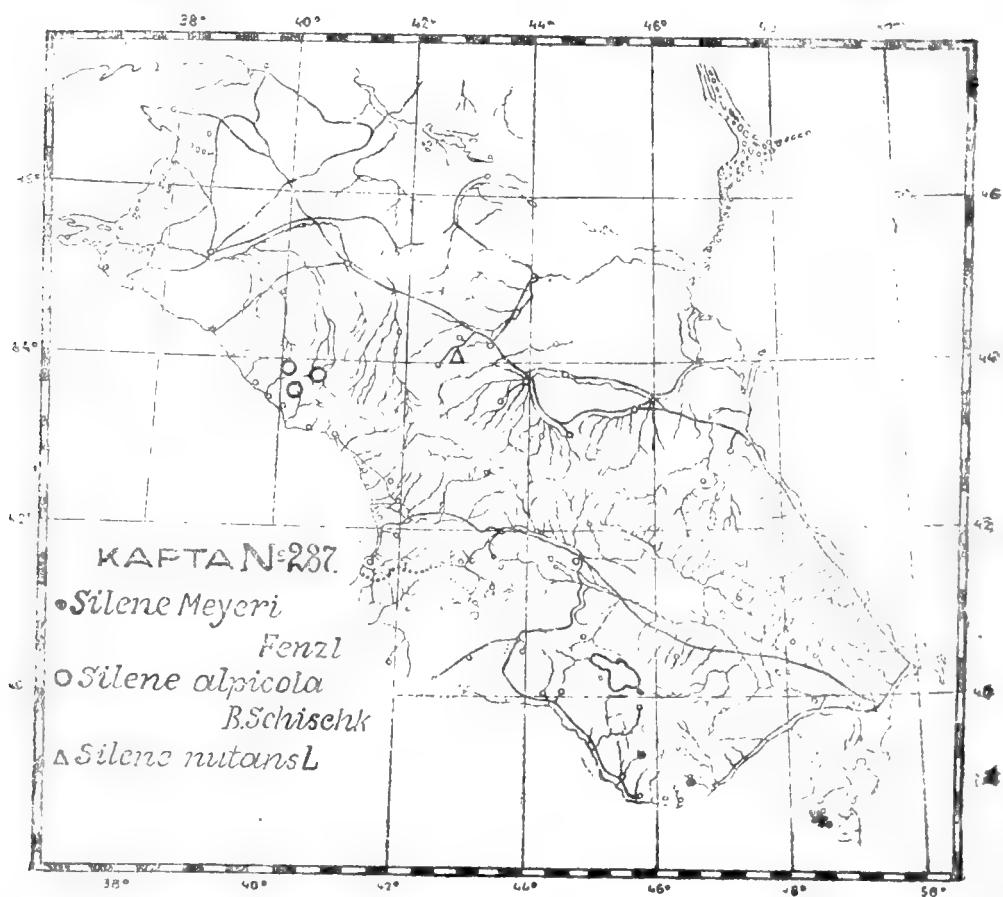 38° 40° 42° 44° 46°
46
42
КАРТА №287.
Silene Meyeri
Fenzl
Silene alpicola
B.Schischk
Silene nutans L
38° 40° 42° 44° 46° 48° 50°